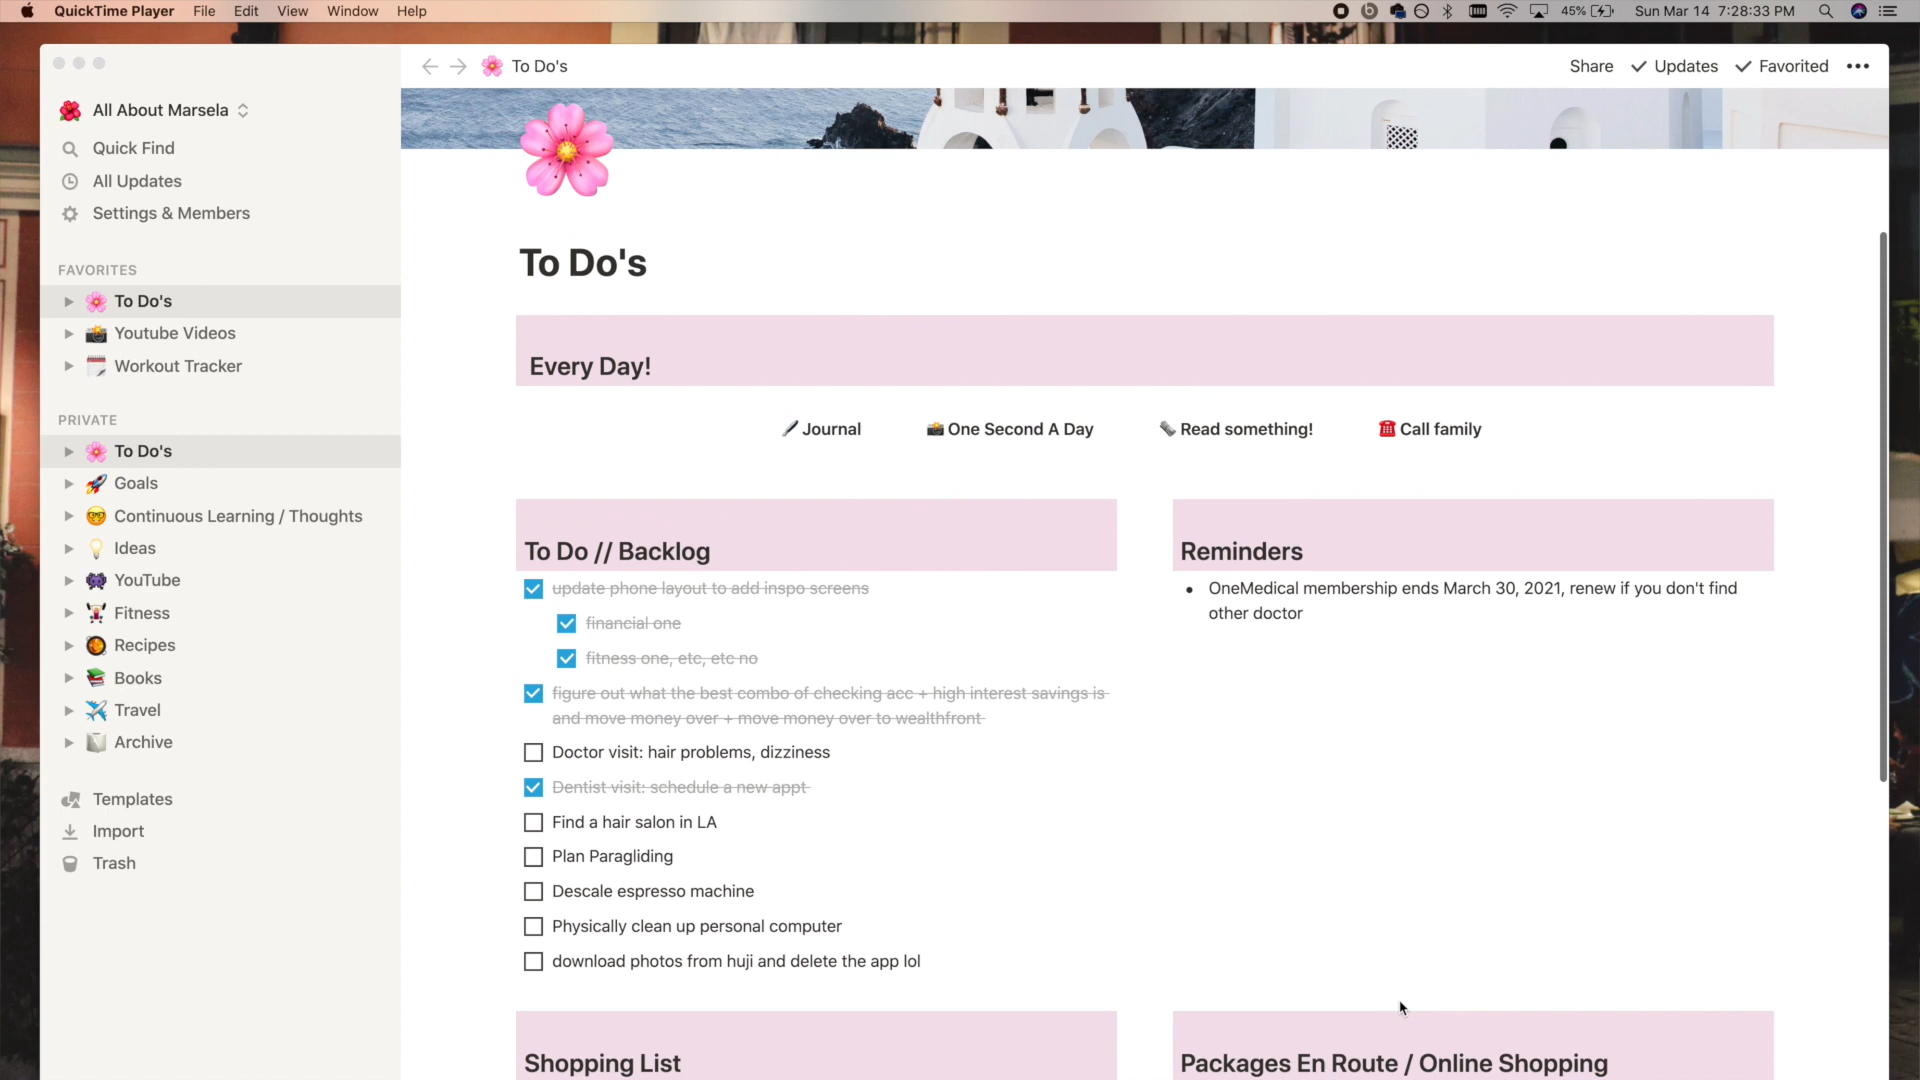 QuickTime Player File Edit View Window Help
45% Sun Mar 14 7:28:33 PM
To Do's
Share Updates Favorited
All About Marsela
Quick Find
All Updates
Settings & Members
FAVORITES
To Do's
Youtube Videos
Workout Tracker
PRIVATE
To Do's
Goals
Continuous Learning / Thoughts
Ideas
YouTube
Fitness
Recipes
Books
Travel
Archive
Templates
Import
Trash
To Do's
Every Day!
Journal
One Second A Day
Read something!
Call family
To Do // Backlog
update phone layout to add inspo screens
financial one
fitness one, etc, etc no
figure out what the best combo of checking acc + high interest savings is
and move money over + move money over to wealthfront
Doctor visit: hair problems, dizziness
Dentist visit: schedule a new appt
Find a hair salon in LA
Plan Paragliding
Descale espresso machine
Physically clean up personal computer
download photos from huji and delete the app lol
Reminders
OneMedical membership ends March 30, 2021, renew if you don't find
other doctor
Shopping List
Packages En Route / Online Shopping